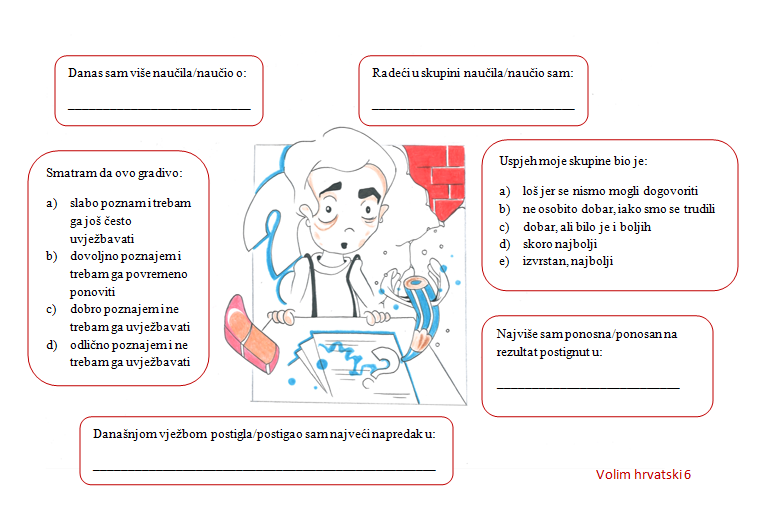 Danas sam više naučila/naučio o:
____________________________
Radeći u skupini naučila/naučio sam:
_______________________________
Smatram da ovo gradivo:
a) slabo poznam i trebam
ga još često
uvježbavati
b) dovoljno poznajem i
trebam ga povremeno
ponoviti
c) dobro poznajem i ne
trebam ga uvježbavati
d) odlično poznajem i ne
trebam ga uvježbavati
Uspjeh moje skupine bio je:
a) loš jer se nismo mogli dogovoriti
b) ne osobito dobar, iako smo se trudili
c) dobar, ali bilo je i boljih
d) skoro najbolji
e) izvrstan, najbolji
Najviše sam ponosna/ponosan na
rezultat postignut u:
____________________________
Današnjom vježbom postigla/postigao sam najveći napredak u:
____________________________________________________
Volim hrvatski 6